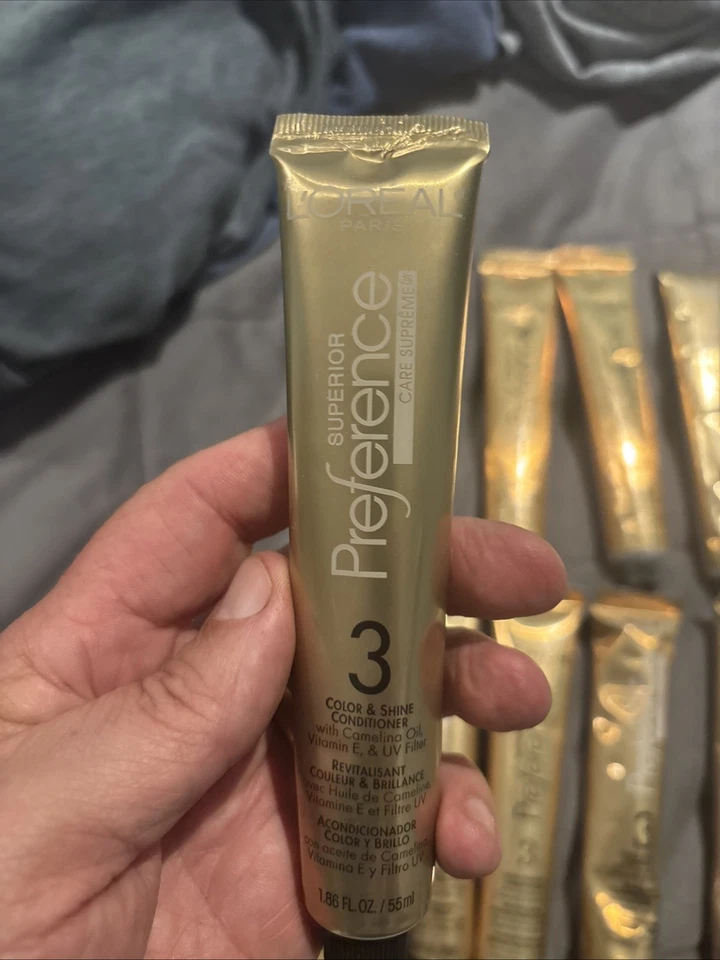 L'ORÉAL
PARIS
SUPERIOR
Preference
CARE SUPRÊME
3
COLOR & SHINE
CONDITIONER
with Camelina Oil,
Vitamin E, & UV Filter
REVITALISANT
COULEUR & BRILLANCE
avec Huile de Cameline,
Vitamine E et Filtre UV
ACONDICIONADOR
COLOR Y BRILLO
con aceite de Camelina,
Vitamina E y Filtro UV
1.86 FL.OZ. / 55ml
Preference